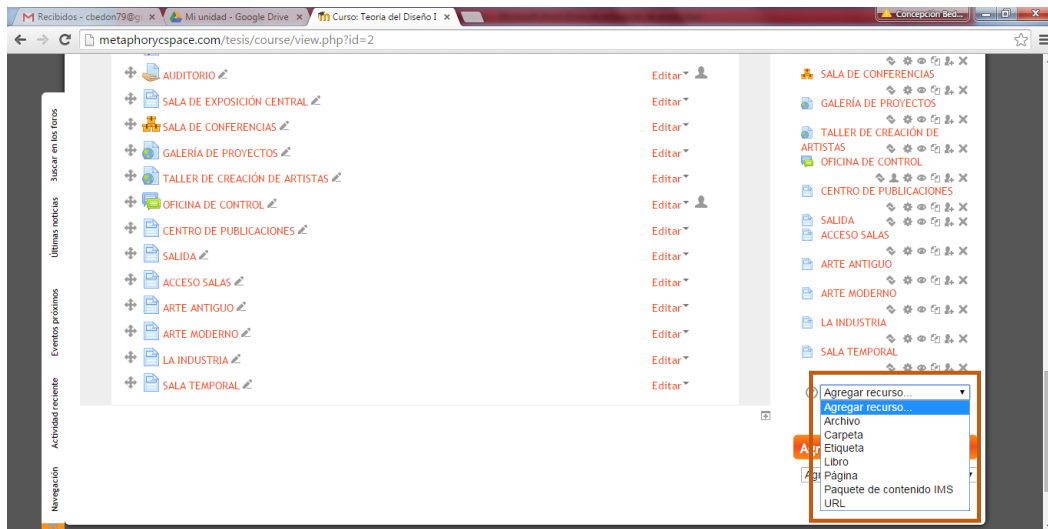 Recibidos - cbedon79@g
Mi unidad - Google Drive
Curso: Teoría del Diseño I
Concepción Bed...
metaphorycspace.com/tesis/course/view.php?id=2
Buscar en los foros
Últimas noticias
Eventos próximos
Actividad reciente
Navegación
AUDITORIO Editar
SALA DE EXPOSICIÓN CENTRAL Editar
SALA DE CONFERENCIAS Editar
GALERÍA DE PROYECTOS Editar
TALLER DE CREACIÓN DE ARTISTAS Editar
OFICINA DE CONTROL Editar
CENTRO DE PUBLICACIONES Editar
SALIDA Editar
ACCESO SALAS Editar
ARTE ANTIGUO Editar
ARTE MODERNO Editar
LA INDUSTRIA Editar
SALA TEMPORAL Editar
SALA DE CONFERENCIAS
GALERÍA DE PROYECTOS
TALLER DE CREACIÓN DE
ARTISTAS
OFICINA DE CONTROL
CENTRO DE PUBLICACIONES
SALIDA
ACCESO SALAS
ARTE ANTIGUO
ARTE MODERNO
LA INDUSTRIA
SALA TEMPORAL
Agregar recurso...
Agregar recurso...
Archivo
Carpeta
Etiqueta
Libro
Página
Paquete de contenido IMS
URL